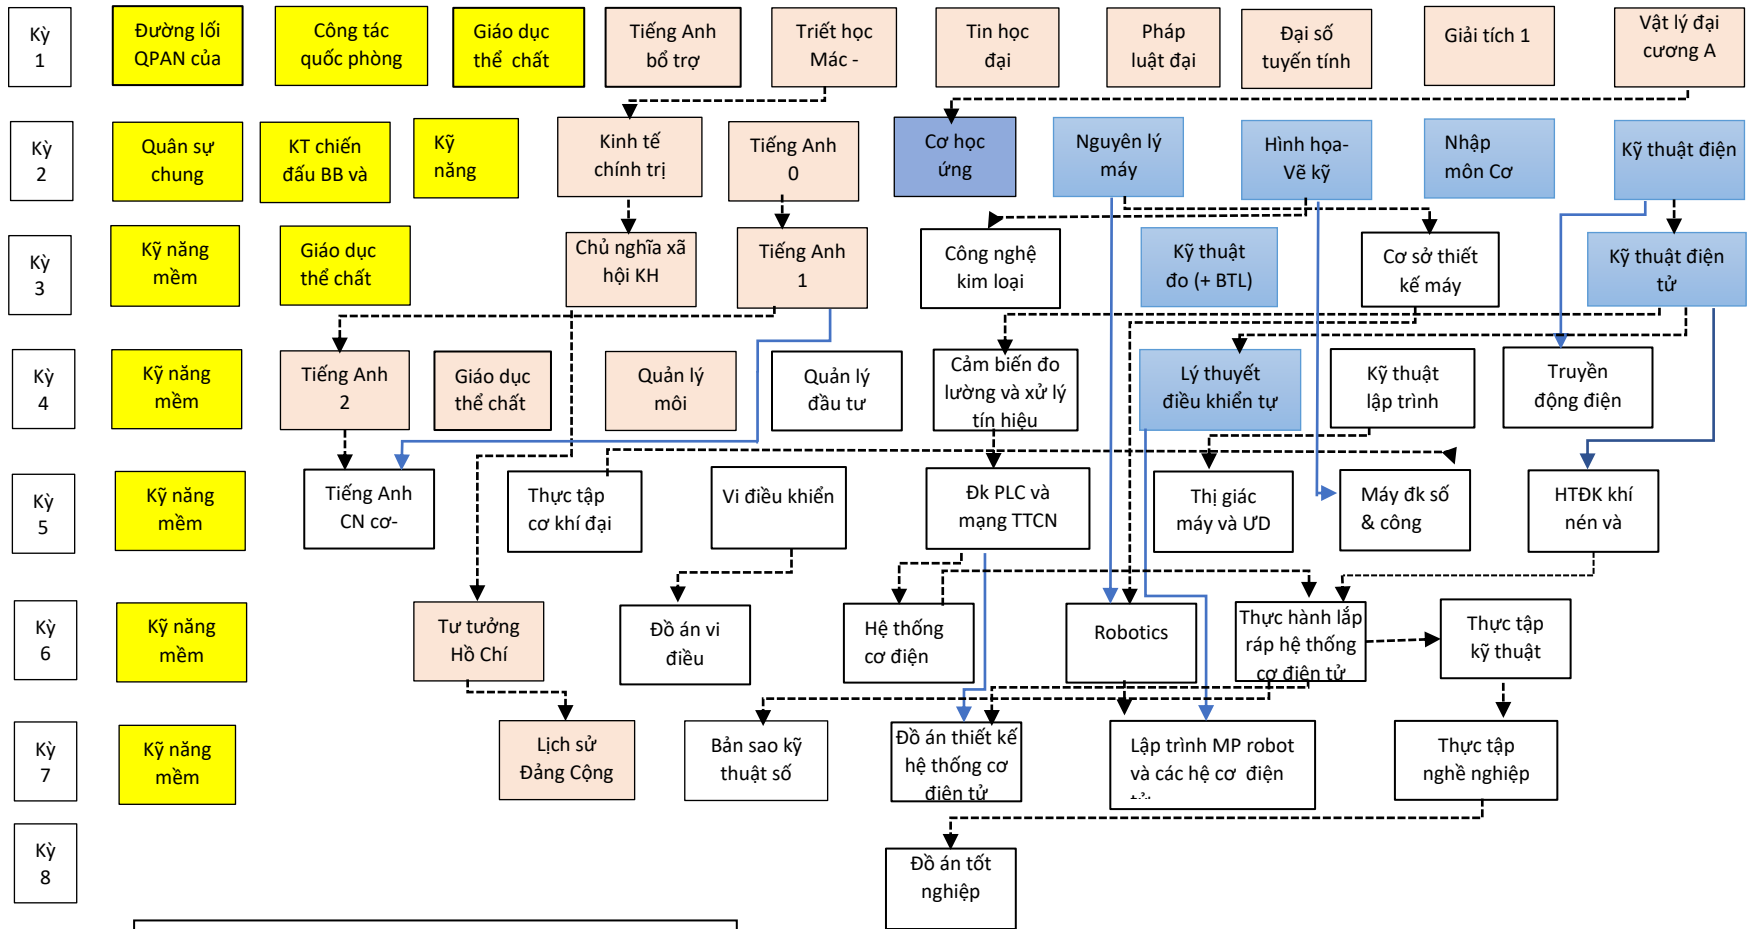 Kỳ
1
Đường lối
QPAN của
Công tác
quốc phòng
Giáo dục
thể chất
Tiếng Anh
bổ trợ
Triết học
Mác -
Tin học
đại
Pháp
luật đại
Đại số
tuyến tính
Giải tích 1
Vật lý đại
cương A
Kỳ
2
Quân sự
chung
KT chiến
đấu BB và
Kỹ
năng
Kinh tế
chính trị
Tiếng Anh
0
Cơ học
ứng
Nguyên lý
máy
Hình họa-
Vẽ kỹ
Nhập
môn Cơ
Kỹ thuật điện
Kỳ
3
Kỹ năng
mềm
Giáo dục
thể chất
Chủ nghĩa xã
hội KH
Tiếng Anh
1
Công nghệ
kim loại
Kỹ thuật
đo (+ BTL)
Cơ sở thiết
kế máy
Kỹ thuật điện
tử
Kỳ
4
Kỹ năng
mềm
Tiếng Anh
2
Giáo dục
thể chất
Quản lý
môi
Quản lý
đầu tư
Cảm biến đo
lường và xử lý
tín hiệu
Lý thuyết
điều khiển tự
Kỹ thuật
lập trình
Truyền
động điện
Kỳ
5
Kỹ năng
mềm
Tiếng Anh
CN cơ-
Thực tập
cơ khí đại
Vi điều khiển
Đk PLC và
mạng TTCN
Thị giác
máy và ƯD
Máy đk số
& công
HTĐK khí
nén và
Kỳ
6
Kỹ năng
mềm
Tư tưởng
Hồ Chí
Đồ án vi
điều
Hệ thống
cơ điện
Robotics
Thực hành lắp
ráp hệ thống
cơ điện tử
Thực tập
kỹ thuật
Kỳ
7
Kỹ năng
mềm
Lịch sử
Đảng Cộng
Bản sao kỹ
thuật số
Đồ án thiết kế
hệ thống cơ
điện tử
Lập trình MP robot
và các hệ cơ điện
Thực tập
nghề nghiệp
Kỳ
8
Đồ án tốt
nghiệp